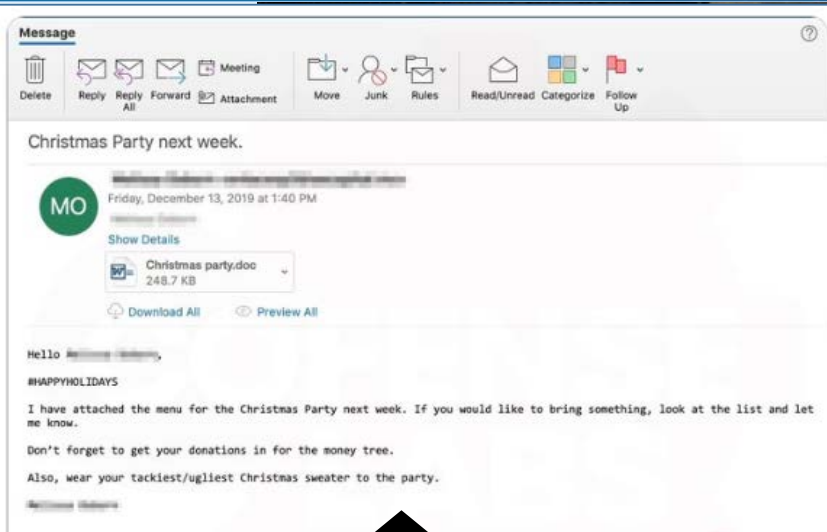 Message
Meeting
Attachment
Delete
Reply
Reply All
Forward
Move
Junk
Rules
Read/Unread
Categorize
Follow Up
Christmas Party next week.
MO
Friday, December 13, 2019 at 1:40 PM
Show Details
Christmas party.doc
248.7 KB
Download All
Preview All
Hello
#HAPPYHOLIDAYS
I have attached the menu for the Christmas Party next week. If you would like to bring something, look at the list and let
me know.
Don't forget to get your donations in for the money tree.
Also, wear your tackiest/ugliest Christmas sweater to the party.